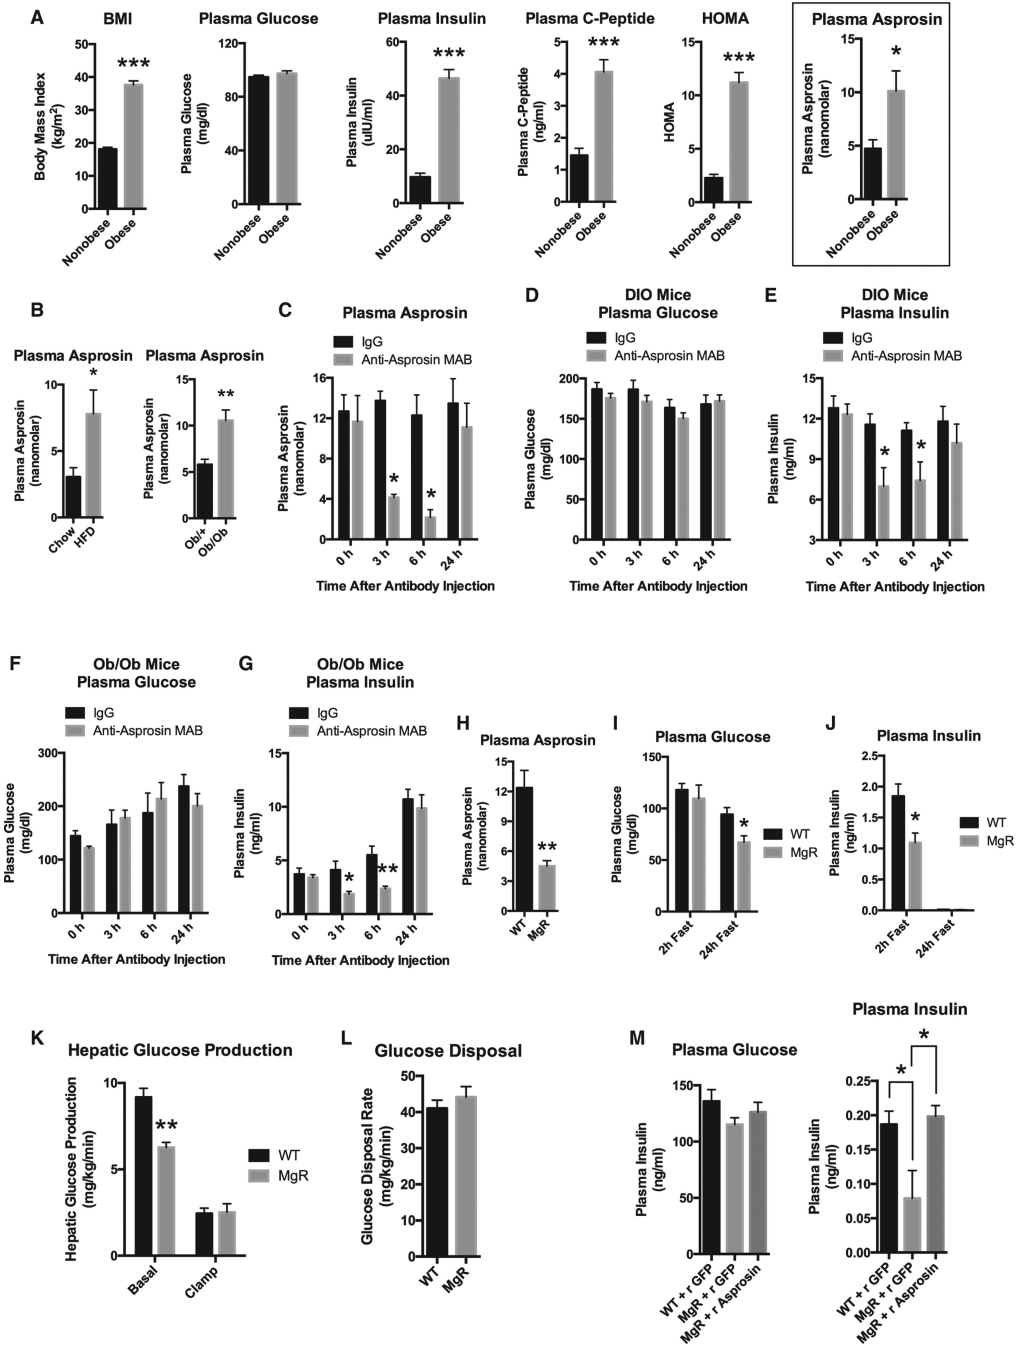 A
BMI
Body Mass Index
(kg/m2)
50
40
30
20
10
0
***
Nonobese
Obese
Plasma Glucose
Plasma Glucose
(mg/dl)
120
80
40
0
Nonobese
Obese
Plasma Insulin
Plasma Insulin
(uIU/ml)
60
40
20
0
***
Nonobese
Obese
Plasma C-Peptide
Plasma C-Peptide
(ng/ml)
5
4
3
2
1
0
***
Nonobese
Obese
HOMA
HOMA
15
10
5
0
***
Nonobese
Obese
Plasma Asprosin
Plasma Asprosin
(nanomolar)
15
10
5
0
*
Nonobese
Obese
B
Plasma Asprosin
Plasma Asprosin
(nanomolar)
10
5
0
*
Chow
HFD
Plasma Asprosin
Plasma Asprosin
(nanomolar)
15
10
5
0
**
Ob/+
Ob/Ob
C
Plasma Asprosin
IgG
Anti-Asprosin MAB
Plasma Asprosin
(nanomolar)
16
12
8
4
0
*
*
0 h
3 h
6 h
24 h
Time After Antibody Injection
D
DIO Mice
Plasma Glucose
IgG
Anti-Asprosin MAB
Plasma Glucose
(mg/dl)
200
150
100
50
0
0 h
3 h
6 h
24 h
Time After Antibody Injection
E
DIO Mice
Plasma Insulin
IgG
Anti-Asprosin MAB
Plasma Insulin
(ng/ml)
15
12
9
6
3
*
*
0 h
3 h
6 h
24 h
Time After Antibody Injection
F
Ob/Ob Mice
Plasma Glucose
IgG
Anti-Asprosin MAB
Plasma Glucose
(mg/dl)
300
200
100
0
0 h
3 h
6 h
24 h
Time After Antibody Injection
G
Ob/Ob Mice
Plasma Insulin
IgG
Anti-Asprosin MAB
Plasma Insulin
(ng/ml)
15
10
5
0
*
**
0 h
3 h
6 h
24 h
Time After Antibody Injection
H
Plasma Asprosin
Plasma Asprosin
(nanomolar)
15
12
9
6
3
0
**
WT
MgR
I
Plasma Glucose
Plasma Glucose
(mg/dl)
150
100
50
0
*
2h Fast
24h Fast
WT
MgR
J
Plasma Insulin
Plasma Insulin
(ng/ml)
2.5
2.0
1.5
1.0
0.5
0.0
*
2h Fast
24h Fast
WT
MgR
K
Hepatic Glucose Production
Hepatic Glucose Production
(mg/kg/min)
10
5
0
**
Basal
Clamp
WT
MgR
L
Glucose Disposal
Glucose Disposal Rate
(mg/kg/min)
50
40
30
20
10
0
WT
MgR
M
Plasma Glucose
Plasma Insulin
(ng/ml)
150
100
50
0
WT + r GFP
MgR + r GFP
MgR + r Asprosin
Plasma Insulin
Plasma Insulin
(ng/ml)
0.25
0.20
0.15
0.10
0.05
0.00
*
*
WT + r GFP
MgR + r GFP
MgR + r Asprosin